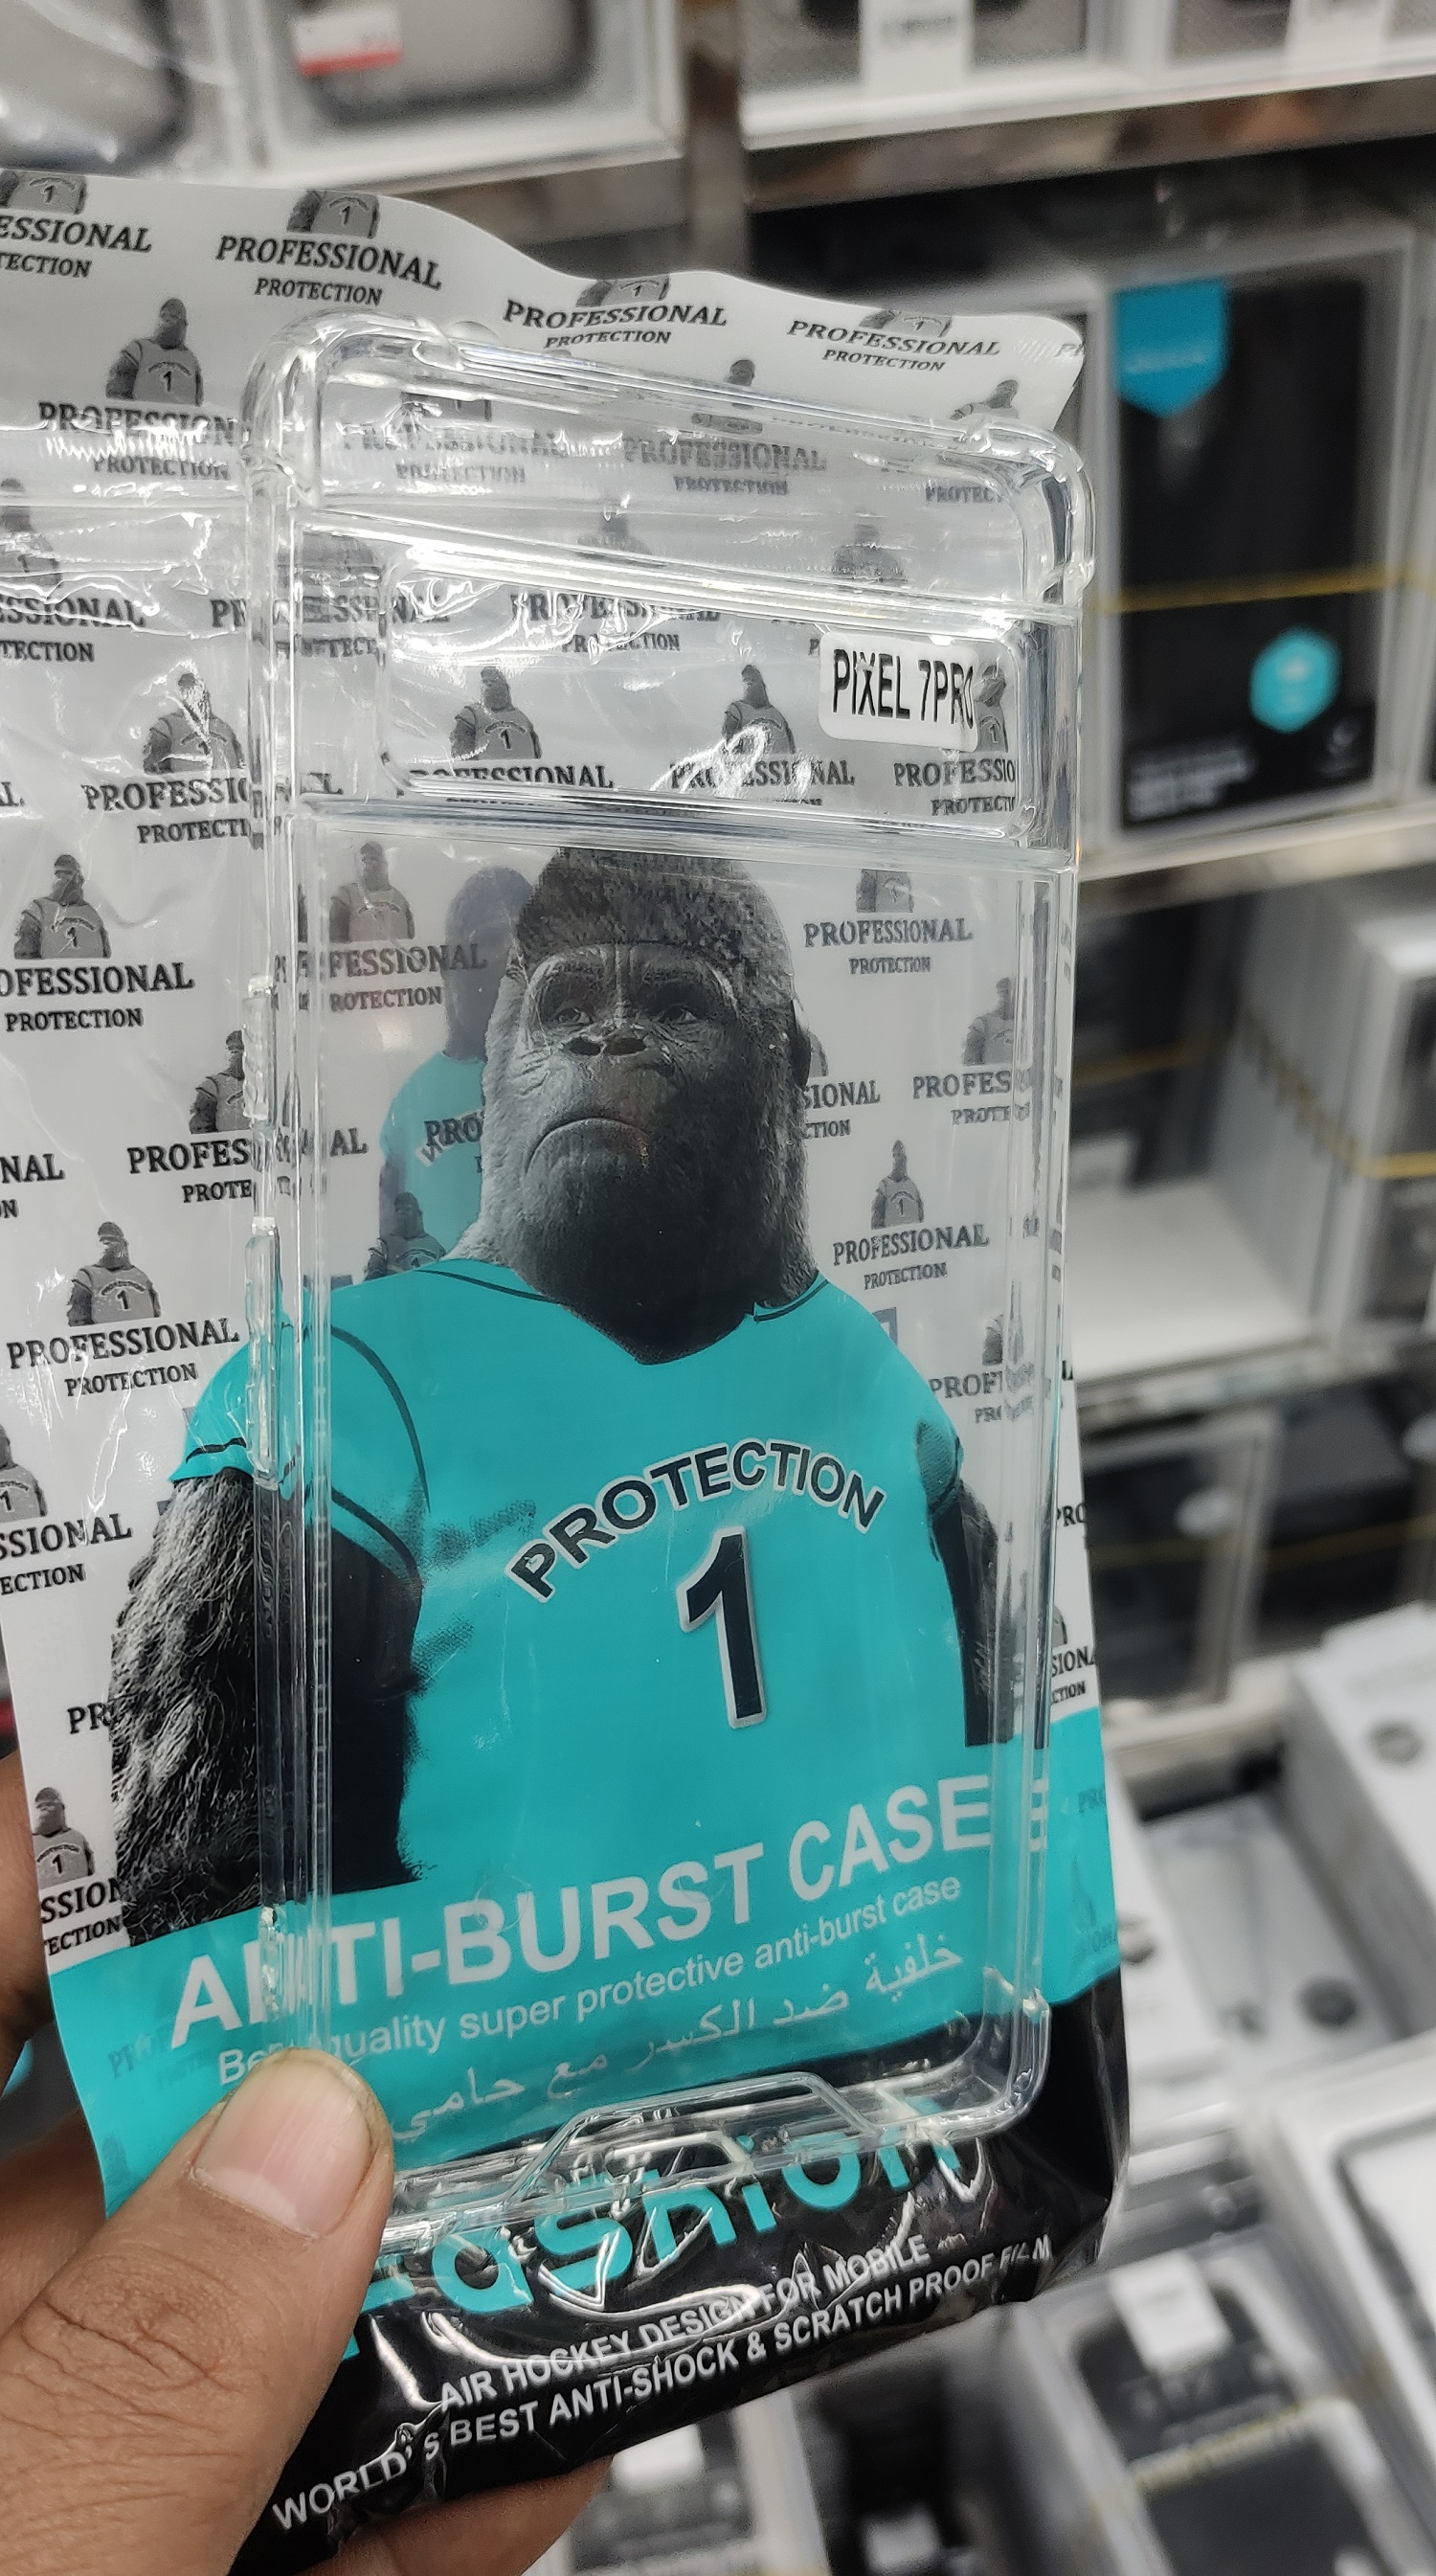 PROFESSIONAL
PROTECTION
PIXEL 7PRO
PROTECTION
1
ANTI-BURST CASE
Best quality super protective anti-burst case
خلفية ضد الكسر مع حامي
Fashion
AIR HOCKEY DESIGN FOR MOBILE
WORLD'S BEST ANTI-SHOCK & SCRATCH PROOF FILM